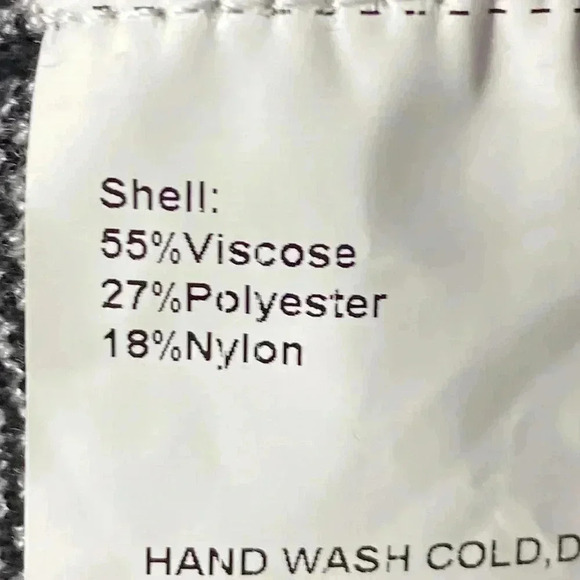 Shell:
55%Viscose
27%Polyester
18%Nylon
HAND WASH COLD,D